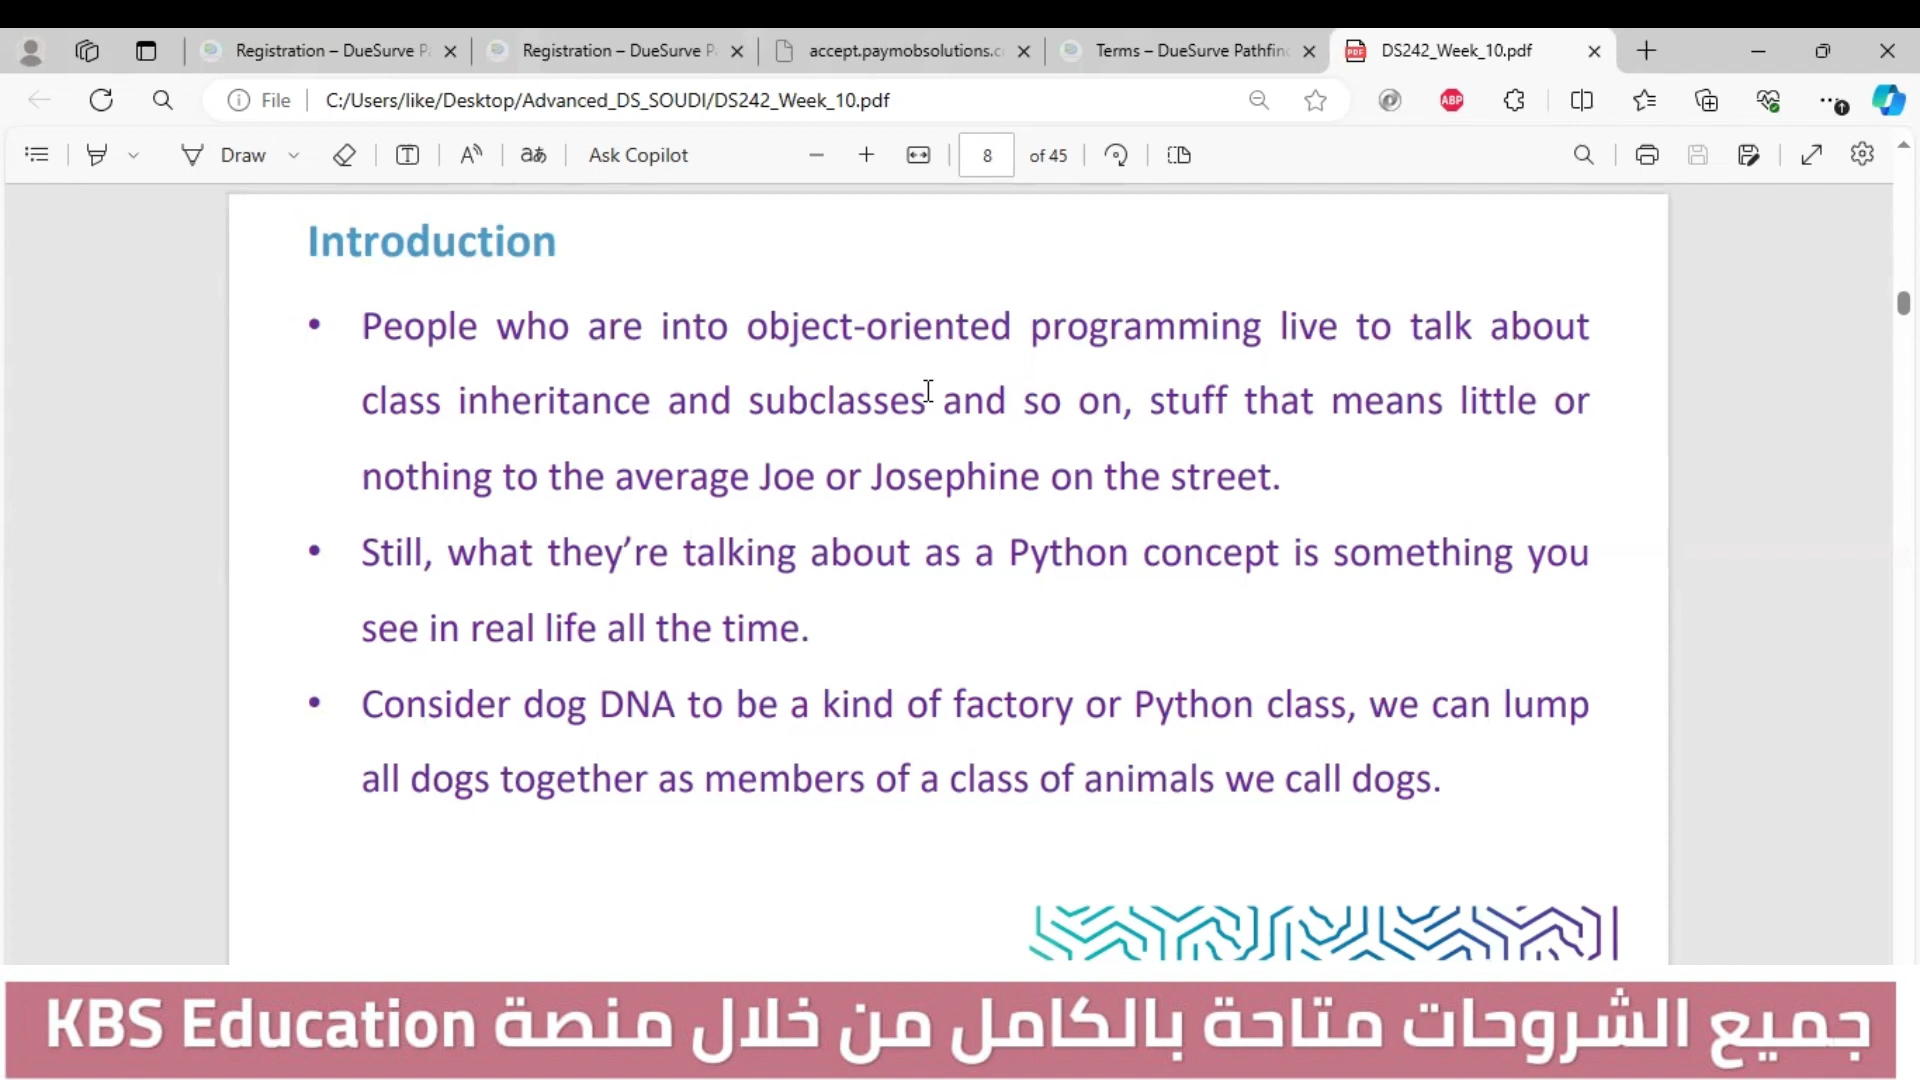 Registration – DueSurve P
Registration – DueSurve P
accept.paymobsolutions.c
Terms – DueSurve Pathfin
DS242_Week_10.pdf
File
C:/Users/like/Desktop/Advanced_DS_SOUDI/DS242_Week_10.pdf
ABP
Draw
Ask Copilot
8
of 45
Introduction
• People who are into object-oriented programming live to talk about
class inheritance and subclasses and so on, stuff that means little or
nothing to the average Joe or Josephine on the street.
• Still, what they’re talking about as a Python concept is something you
see in real life all the time.
• Consider dog DNA to be a kind of factory or Python class, we can lump
all dogs together as members of a class of animals we call dogs.
جميع الشروحات متاحة بالكامل من خلال منصة KBS Education